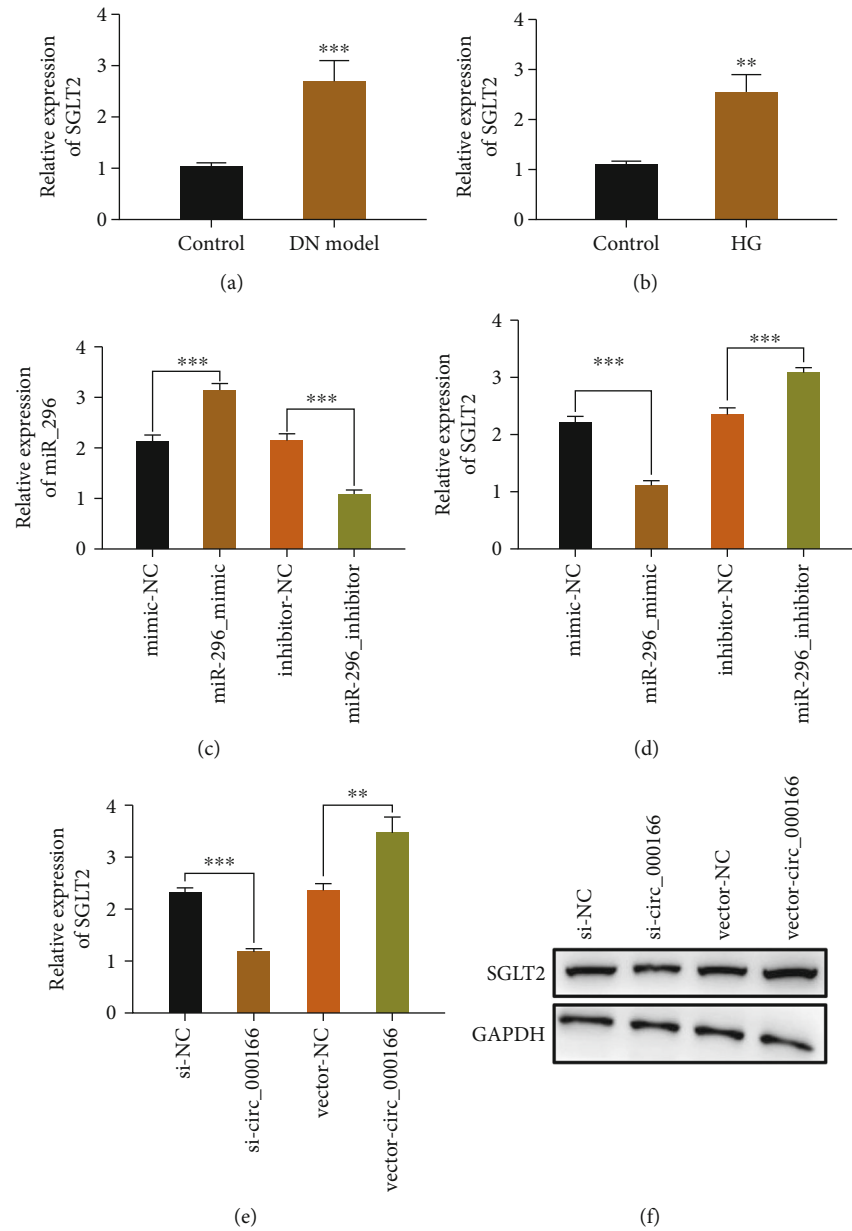 Relative expression
of SGLT2
4
3
2
1
0
***
Control
DN model
(a)
Relative expression
of SGLT2
4
3
2
1
0
**
Control
HG
(b)
Relative expression
of miR_296
4
3
2
1
0
***
***
mimic-NC
miR-296_mimic
inhibitor-NC
miR-296_inhibitor
(c)
Relative expression
of SGLT2
4
3
2
1
0
***
***
mimic-NC
miR-296_mimic
inhibitor-NC
miR-296_inhibitor
(d)
Relative expression
of SGLT2
4
3
2
1
0
***
**
si-NC
si-circ_000166
vector-NC
vector-circ_000166
(e)
si-NC
si-circ_000166
vector-NC
vector-circ_000166
SGLT2
GAPDH
(f)